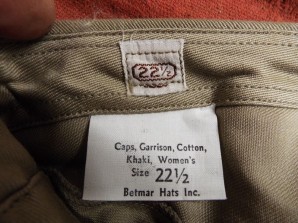 22½
Caps, Garrison, Cotton,
Khaki, Women's
Size 22½
Betmar Hats Inc.